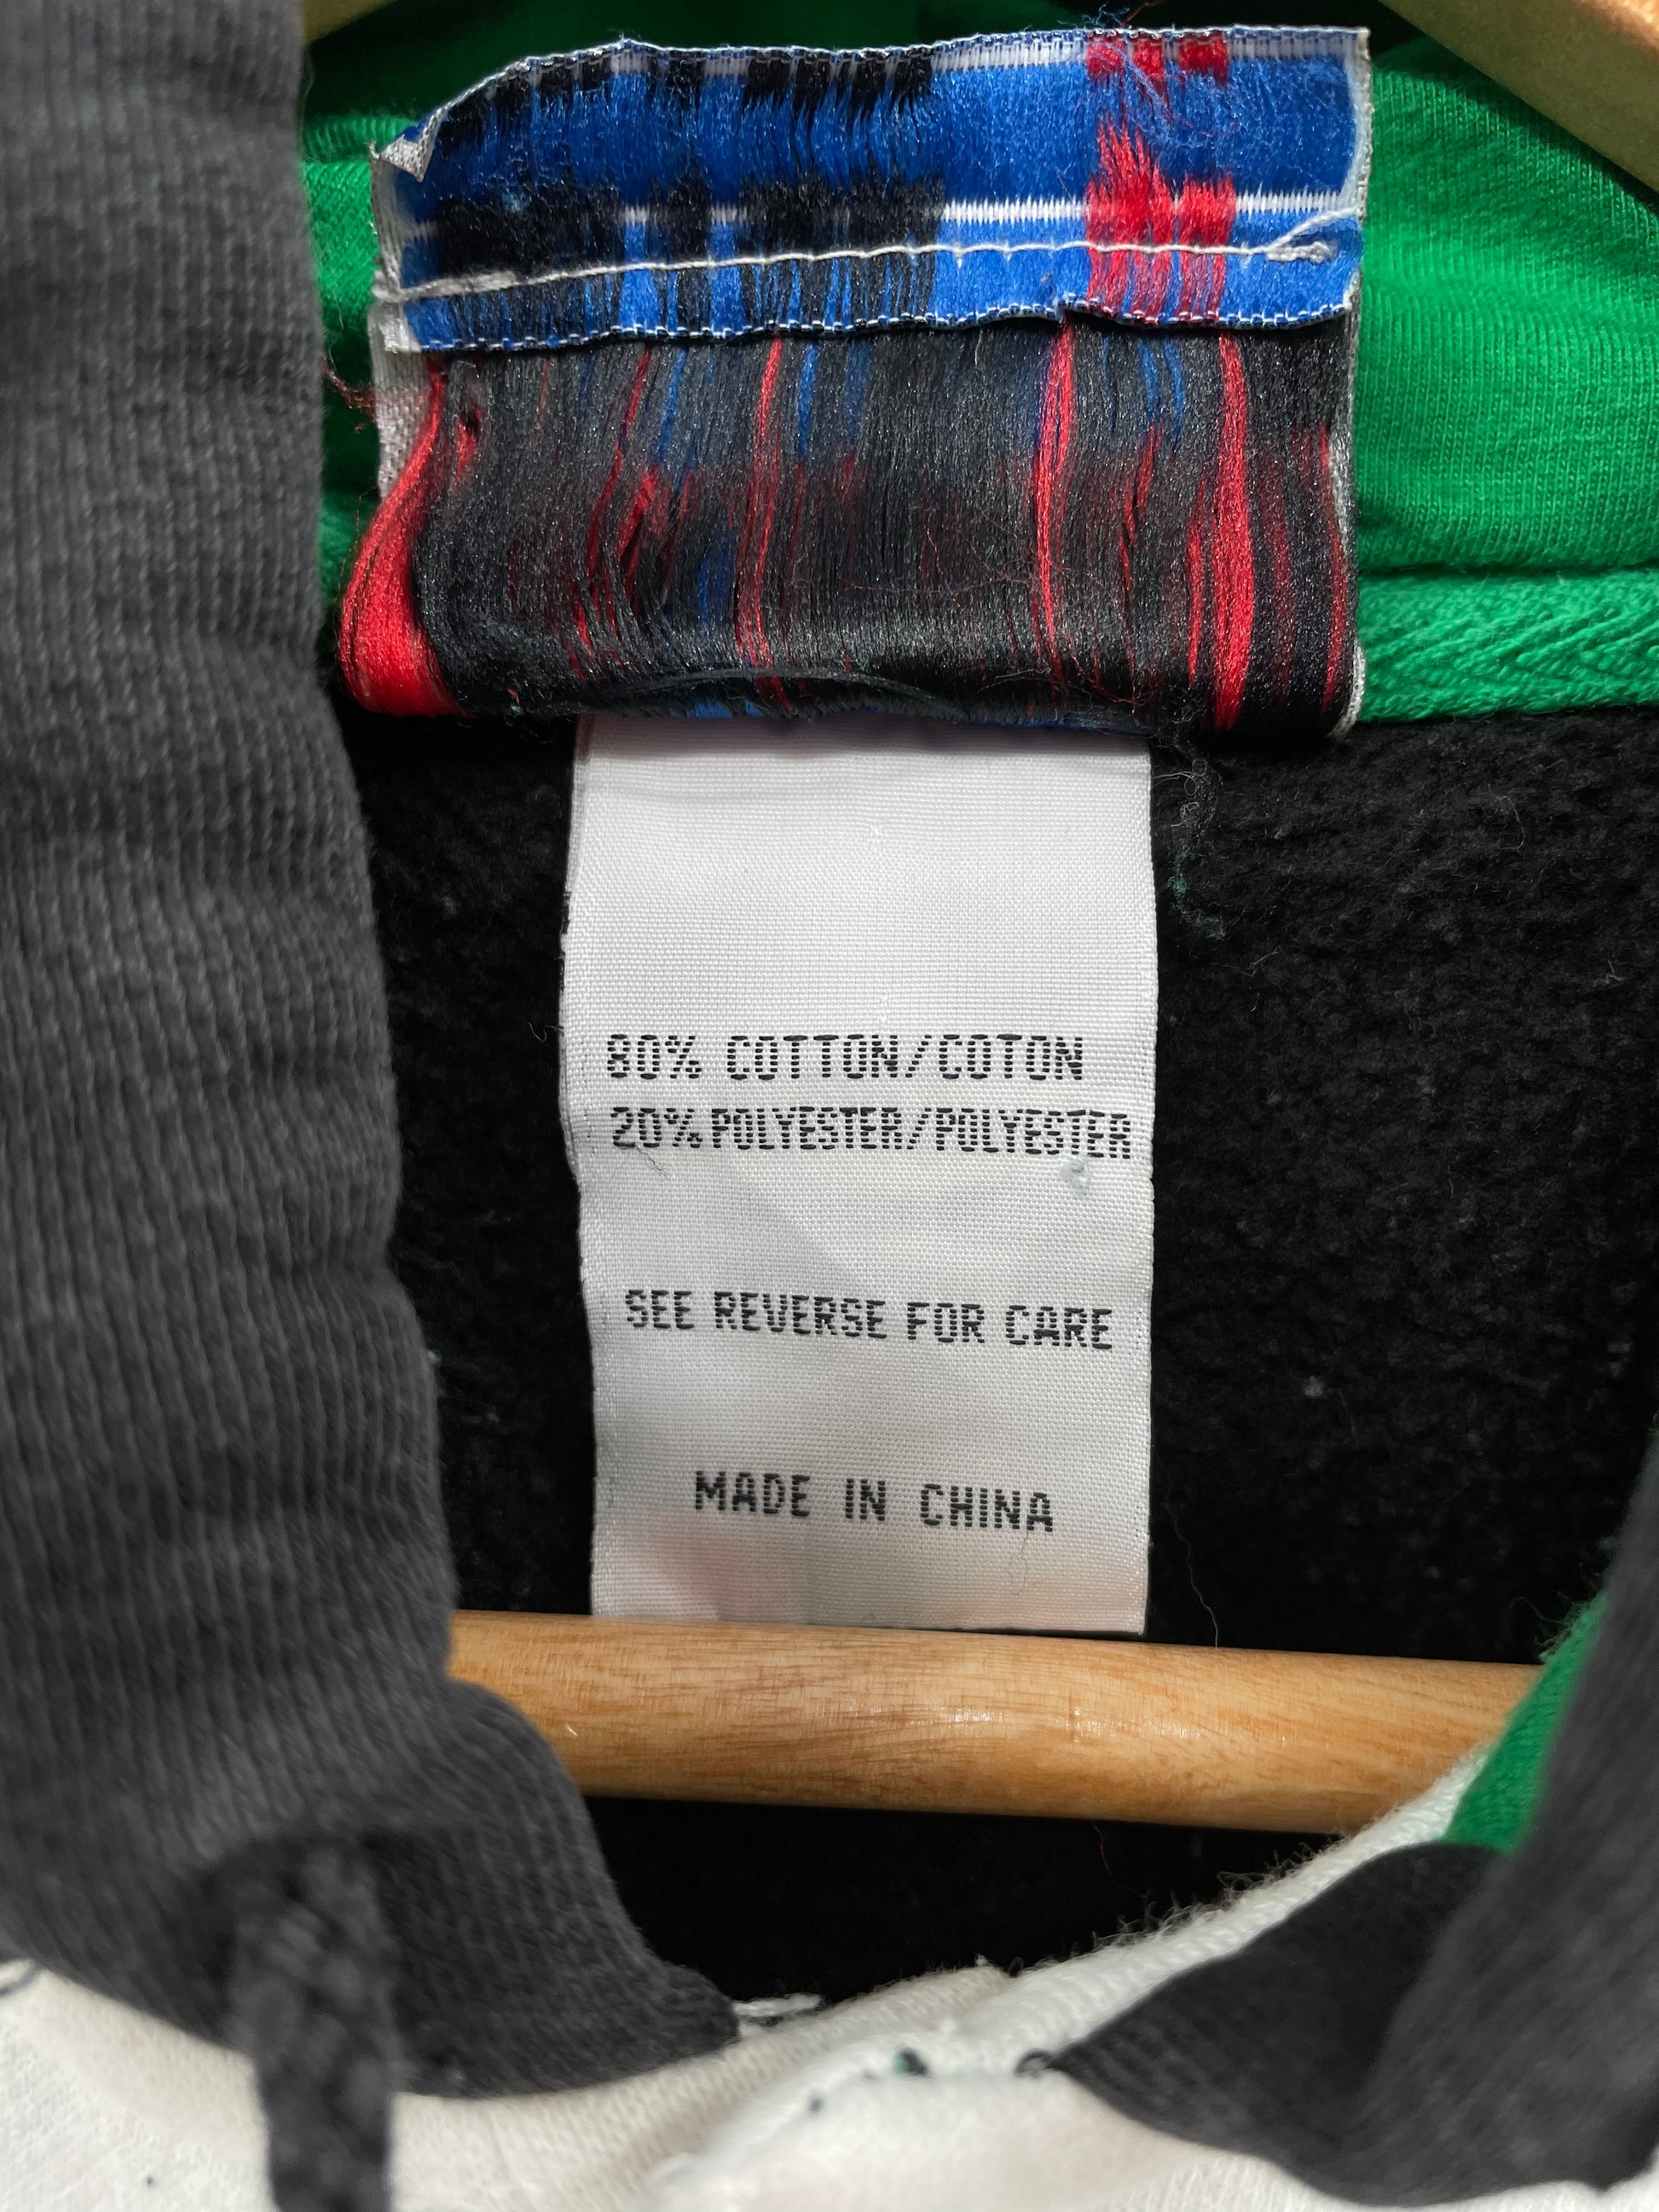 80% COTTON/COTON
20% POLYESTER/POLYESTER
SEE REVERSE FOR CARE
MADE IN CHINA